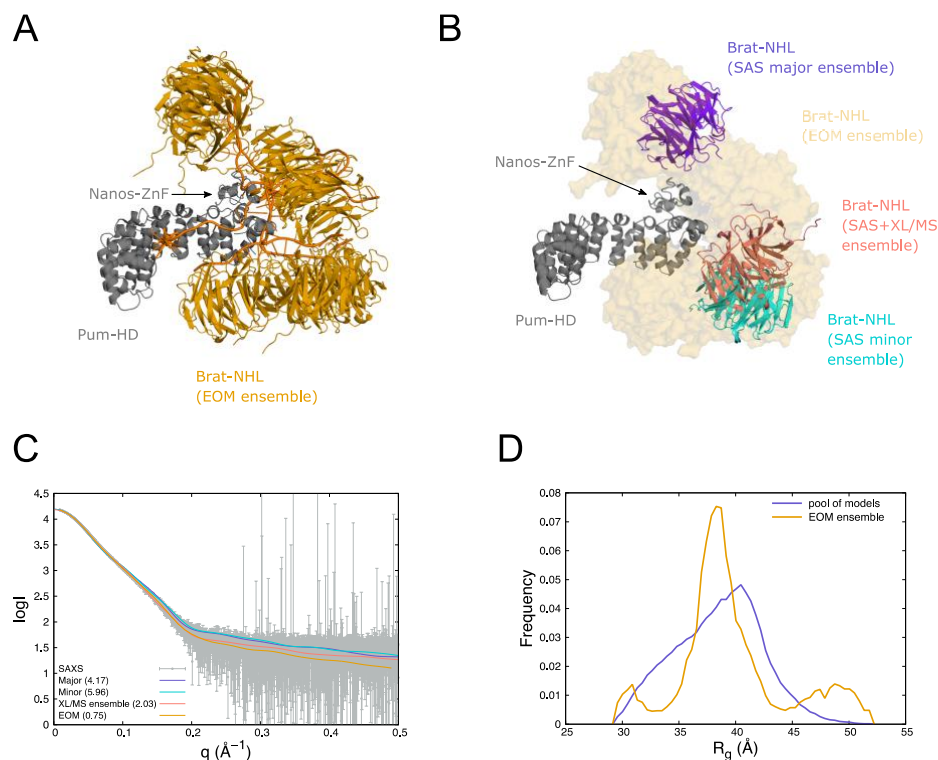 A
Nanos-ZnF
Pum-HD
Brat-NHL
(EOM ensemble)
B
Brat-NHL
(SAS major ensemble)
Brat-NHL
(EOM ensemble)
Nanos-ZnF
Brat-NHL
(SAS+XL/MS
ensemble)
Pum-HD
Brat-NHL
(SAS minor
ensemble)
C
4.5
4
3.5
3
2.5
2
1.5
1
0.5
0
logI
SAXS
Major (4.17)
Minor (5.96)
XL/MS ensemble (2.03)
EOM (0.75)
0 0.1 0.2 0.3 0.4 0.5
q (Å⁻¹)
D
0.08
0.07
0.06
0.05
0.04
0.03
0.02
0.01
0
Frequency
pool of models
EOM ensemble
25 30 35 40 45 50 55
Rg (Å)